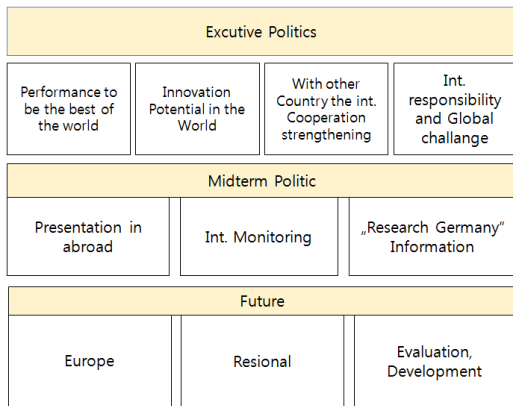 Excutive Politics
Performance to
be the best of
the world
Innovation
Potential in the
World
With other
Country the int.
Cooperation
strengthening
Int.
responsibility
and Global
challange
Midterm Politic
Presentation in
abroad
Int. Monitoring
„Research Germany“
Information
Future
Europe
Resional
Evaluation,
Development